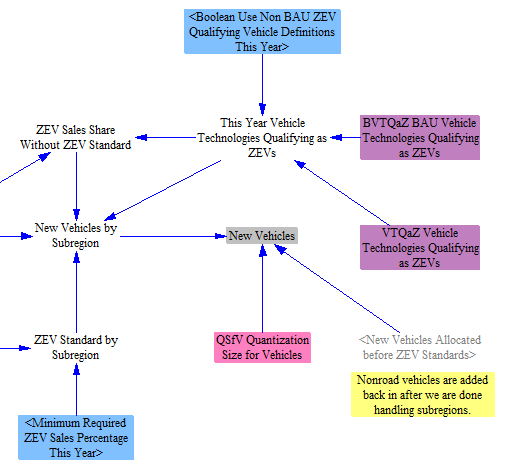 <Boolean Use Non BAU ZEV
Qualifying Vehicle Definitions
This Year>
This Year Vehicle
Technologies Qualifying as
ZEVs
BVTQaZ BAU Vehicle
Technologies Qualifying
as ZEVs
ZEV Sales Share
Without ZEV Standard
New Vehicles by
Subregion
New Vehicles
VTQaZ Vehicle
Technologies Qualifying
as ZEVs
ZEV Standard by
Subregion
QSfV Quantization
Size for Vehicles
<New Vehicles Allocated
before ZEV Standards>
Nonroad vehicles are added
back in after we are done
handling subregions.
<Minimum Required
ZEV Sales Percentage
This Year>